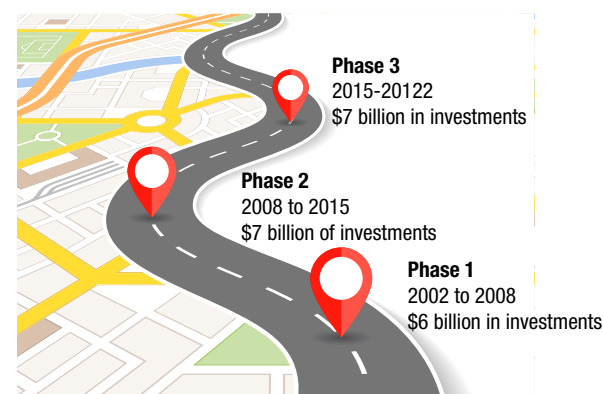 Phase 3
2015-20122
$7 billion in investments
Phase 2
2008 to 2015
$7 billion of investments
Phase 1
2002 to 2008
$6 billion in investments